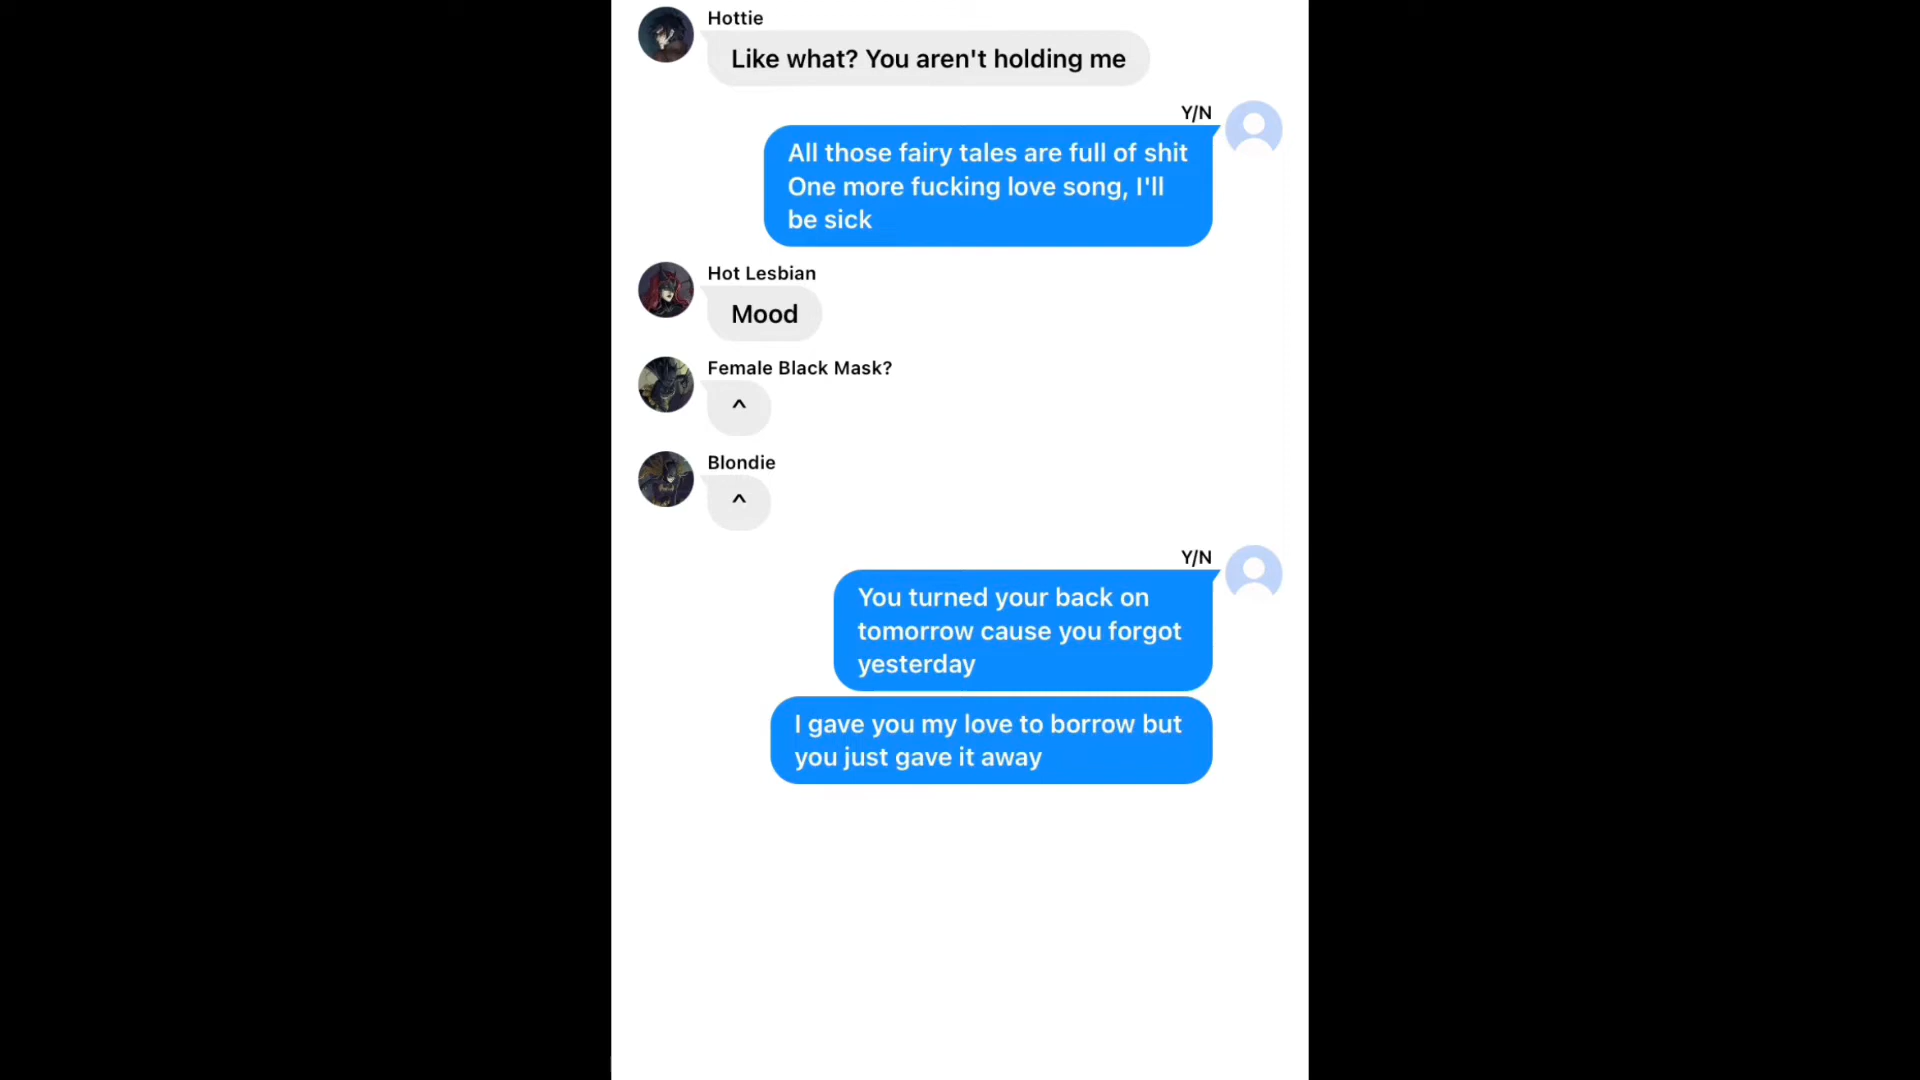 Hottie
Like what? You aren't holding me
Y/N
All those fairy tales are full of shit
One more fucking love song, I'll
be sick
Hot Lesbian
Mood
Female Black Mask?
^
Blondie
^
Y/N
You turned your back on
tomorrow cause you forgot
yesterday
I gave you my love to borrow but
you just gave it away